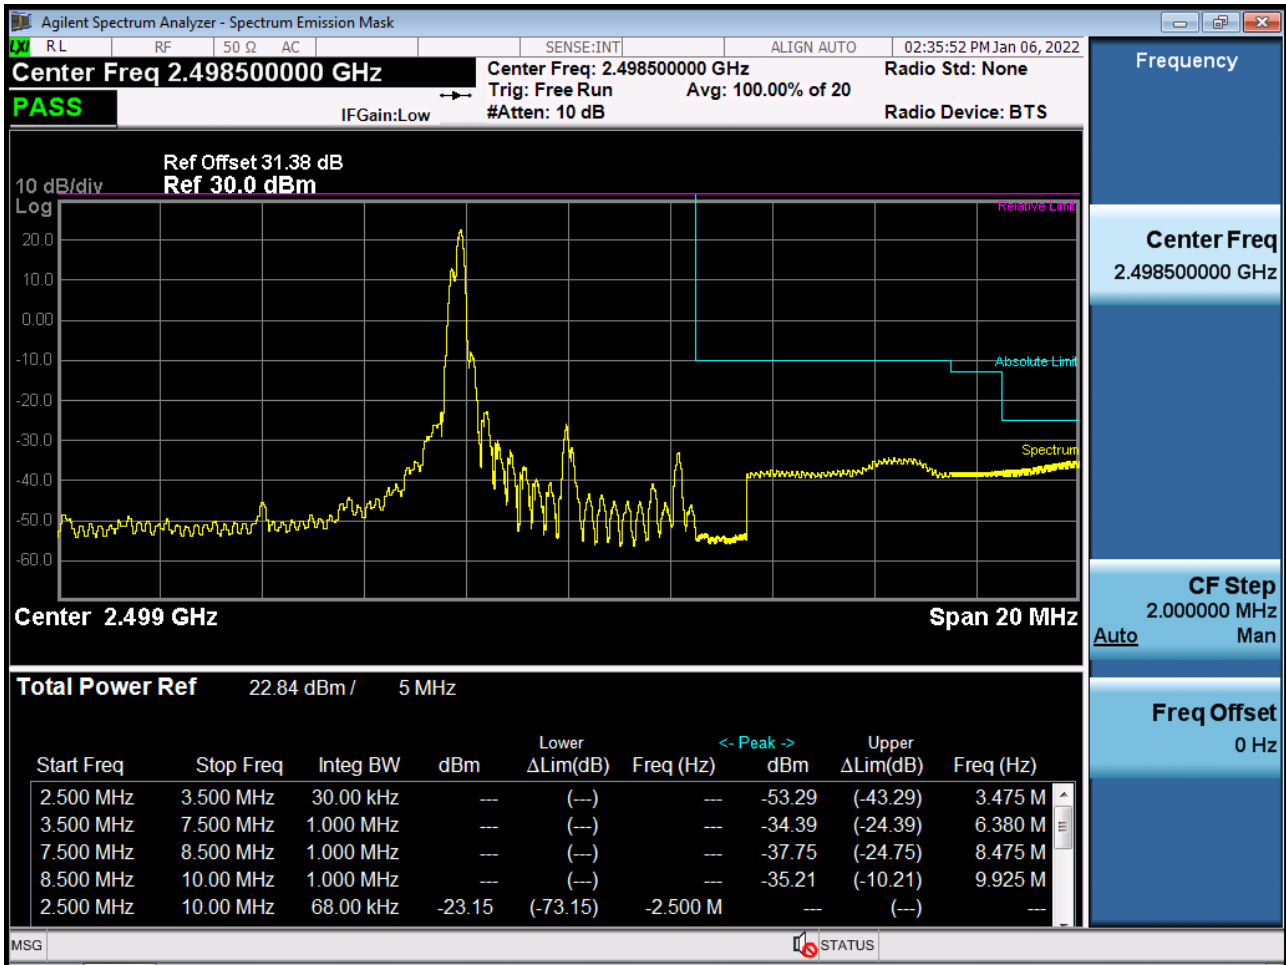 Agilent Spectrum Analyzer - Spectrum Emission Mask
LXI RL RF 50 Ω AC SENSE:INT ALIGN AUTO 02:35:52 PM Jan 06, 2022
Center Freq 2.498500000 GHz
Center Freq: 2.498500000 GHz Radio Std: None
Trig: Free Run Avg: 100.00% of 20
PASS
IFGain:Low #Atten: 10 dB Radio Device: BTS
Ref Offset 31.38 dB
10 dB/div Ref 30.0 dBm
Log
Relative Limit
20.0
10.0
0.00
-10.0
Absolute Limit
-20.0
-30.0
Spectrum
-40.0
-50.0
-60.0
Center 2.499 GHz Span 20 MHz
Total Power Ref 22.84 dBm / 5 MHz
Lower <- Peak -> Upper
Start Freq Stop Freq Integ BW dBm ΔLim(dB) Freq (Hz) dBm ΔLim(dB) Freq (Hz)
2.500 MHz 3.500 MHz 30.00 kHz --- (---) --- -53.29 (-43.29) 3.475 M
3.500 MHz 7.500 MHz 1.000 MHz --- (---) --- -34.39 (-24.39) 6.380 M
7.500 MHz 8.500 MHz 1.000 MHz --- (---) --- -37.75 (-24.75) 8.475 M
8.500 MHz 10.00 MHz 1.000 MHz --- (---) --- -35.21 (-10.21) 9.925 M
2.500 MHz 10.00 MHz 68.00 kHz -23.15 (-73.15) -2.500 M --- (---) ---
MSG STATUS
Frequency
Center Freq
2.498500000 GHz
CF Step
2.000000 MHz
Auto Man
Freq Offset
0 Hz